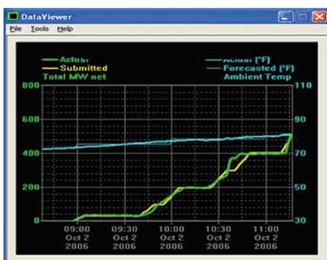 DataViewer
File Tools Help
Actual Actual (°F)
Submitted Forecasted (°F)
Total MW net Ambient Temp
800 110
600 90
400 70
200 50
0 30
09:00 09:30 10:00 10:30 11:00
Oct 2 Oct 2 Oct 2 Oct 2 Oct 2
2006 2006 2006 2006 2006